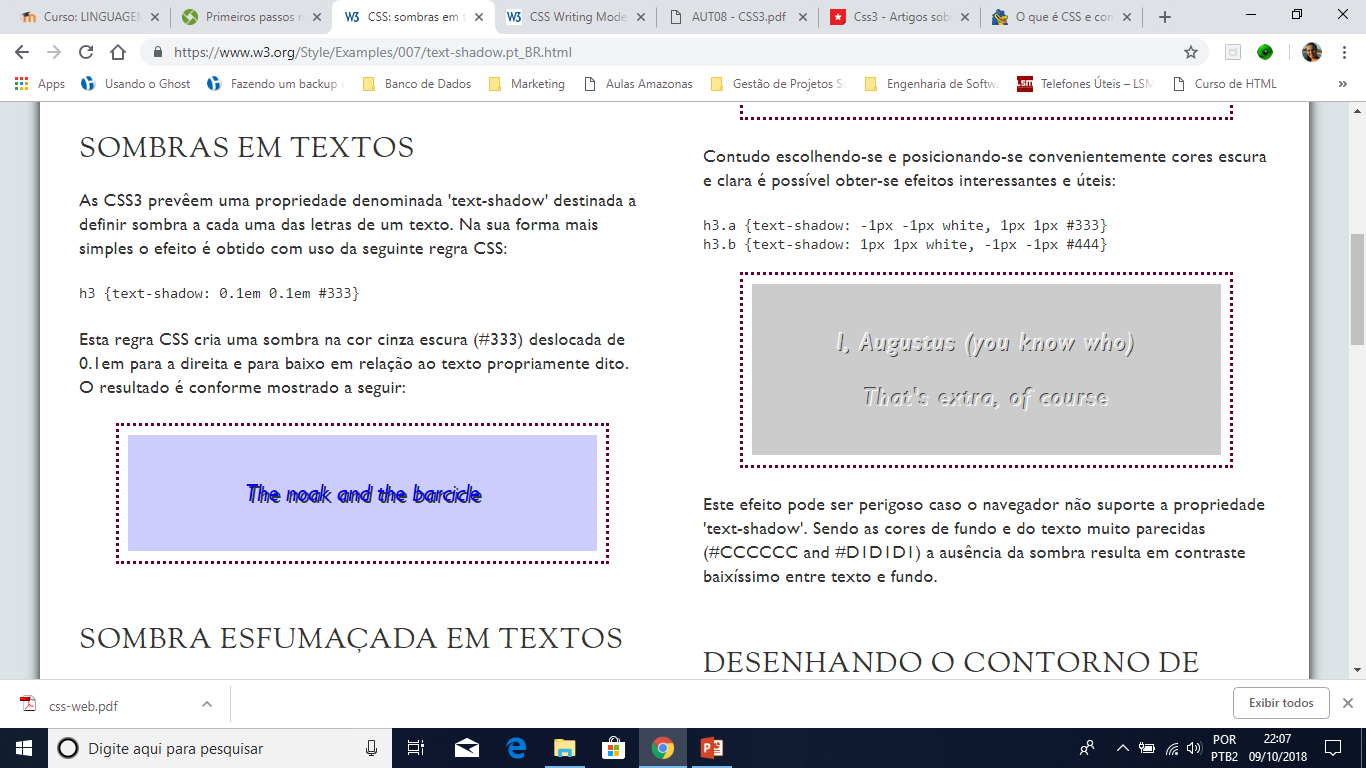 Curso: LINGUAGEM
Primeiros passos n
CSS: sombras em t
CSS Writing Mode
AUT08 - CSS3.pdf
Css3 - Artigos sob
O que é CSS e con
https://www.w3.org/Style/Examples/007/text-shadow.pt_BR.html
Apps
Usando o Ghost
Fazendo um backup
Banco de Dados
Marketing
Aulas Amazonas
Gestão de Projetos
Engenharia de Softwa
LSM
Telefones Úteis – LSM
Curso de HTML
»
SOMBRAS EM TEXTOS
As CSS3 prevêem uma propriedade denominada 'text-shadow' destinada a
definir sombra a cada uma das letras de um texto. Na sua forma mais
simples o efeito é obtido com uso da seguinte regra CSS:
h3 {text-shadow: 0.1em 0.1em #333}
Esta regra CSS cria uma sombra na cor cinza escura (#333) deslocada de
0.1em para a direita e para baixo em relação ao texto propriamente dito.
O resultado é conforme mostrado a seguir:
The noak and the barcicle
SOMBRA ESFUMAÇADA EM TEXTOS
Contudo escolhendo-se e posicionando-se convenientemente cores escura
e clara é possível obter-se efeitos interessantes e úteis:
h3.a {text-shadow: -1px -1px white, 1px 1px #333}
h3.b {text-shadow: 1px 1px white, -1px -1px #444}
I, Augustus (you know who)
That's extra, of course
Este efeito pode ser perigoso caso o navegador não suporte a propriedade
'text-shadow'. Sendo as cores de fundo e do texto muito parecidas
(#CCCCCC and #D1D1D1) a ausência da sombra resulta em contraste
baixíssimo entre texto e fundo.
DESENHANDO O CONTORNO DE
css-web.pdf
Exibir todos
Digite aqui para pesquisar
POR
PTB2
22:07
09/10/2018